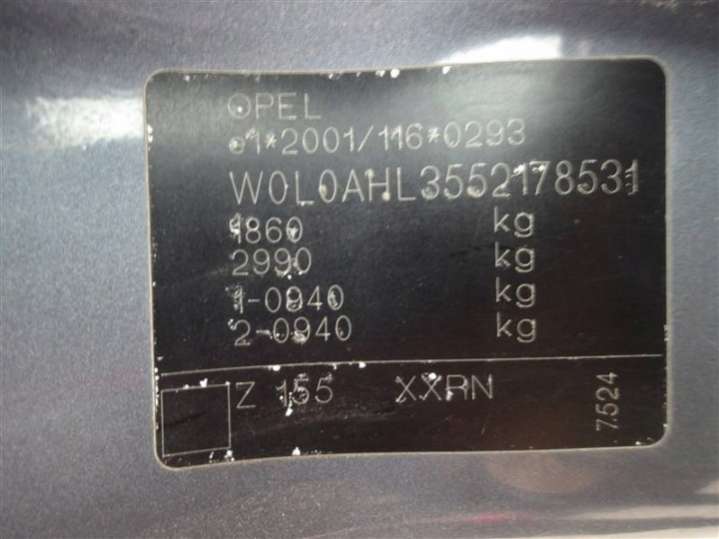 OPEL
e1*2001/116*0293
W0L0AHL3552178531
1860 kg
2990 kg
1-0940 kg
2-0940 kg
Z 155 XXRN
7524